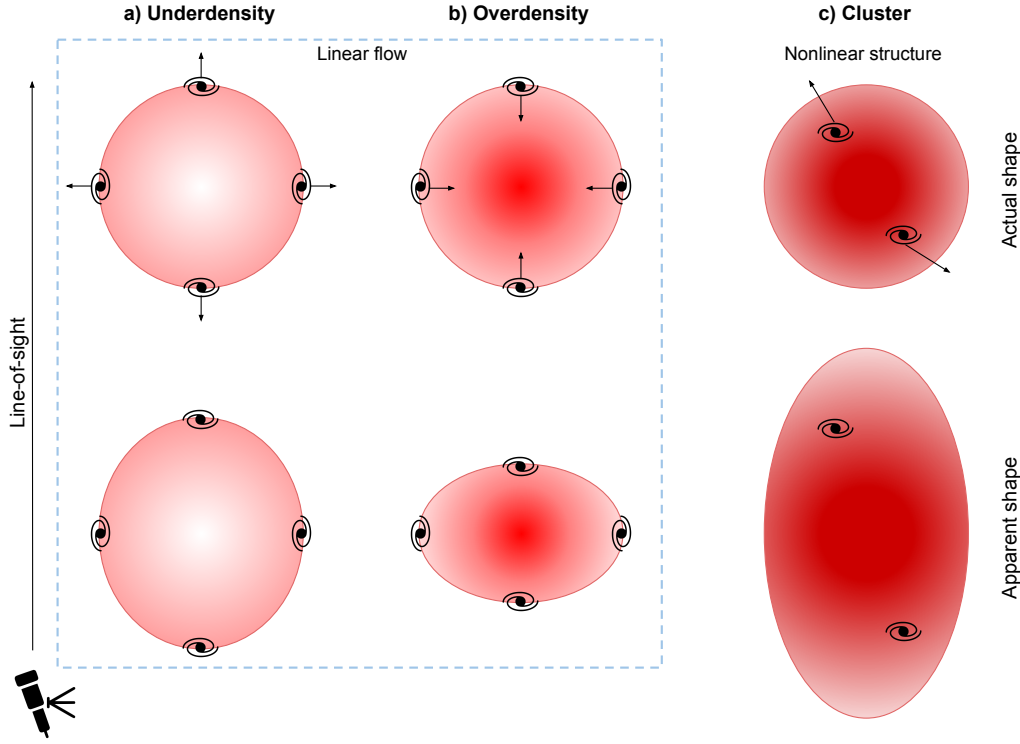 a) Underdensity
b) Overdensity
c) Cluster
Linear flow
Nonlinear structure
Line-of-sight
Actual shape
Apparent shape